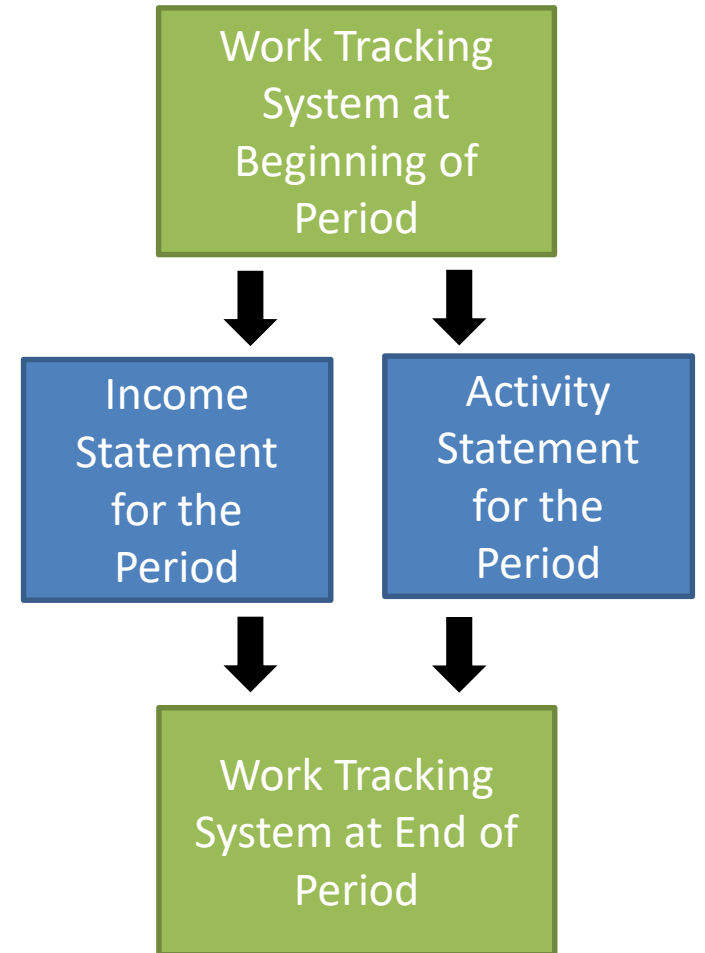 Work Tracking
System at
Beginning of
Period
Income
Statement
for the
Period
Activity
Statement
for the
Period
Work Tracking
System at End of
Period